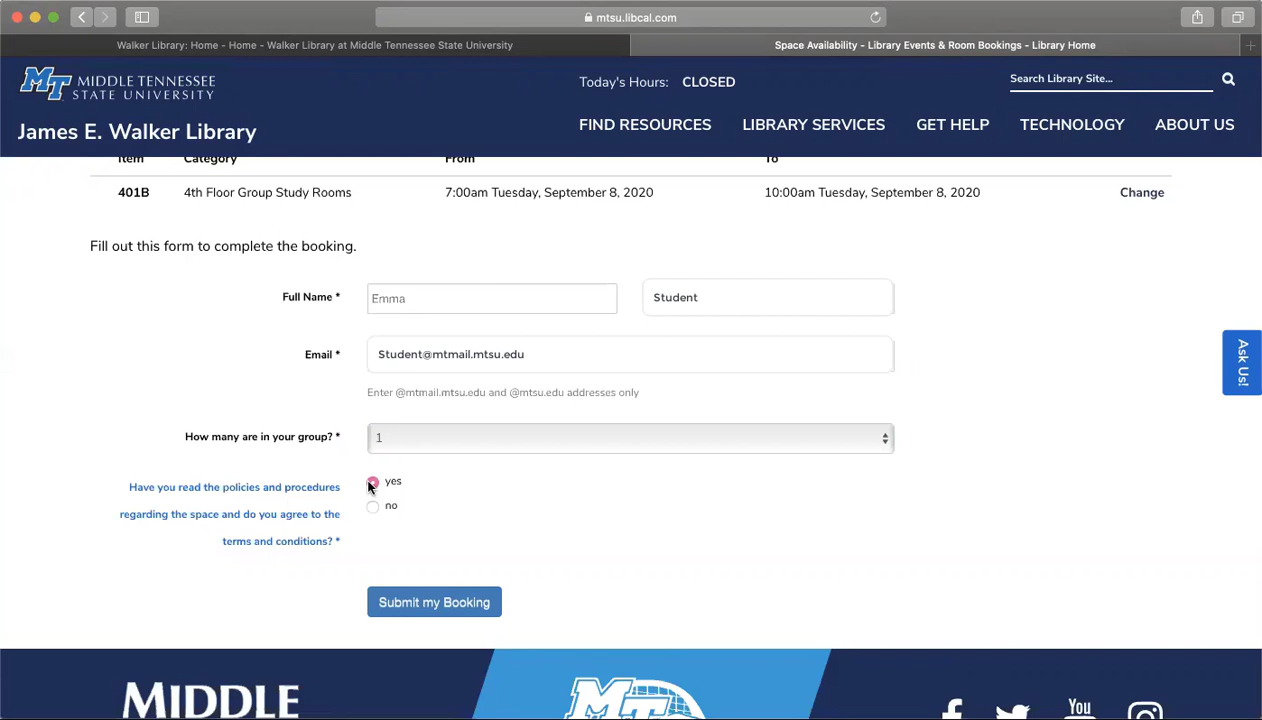 mtsu.libcal.com
Walker Library: Home - Home - Walker Library at Middle Tennessee State University
Space Availability - Library Events & Room Bookings - Library Home
MT MIDDLE TENNESSEE
STATE UNIVERSITY
Today's Hours: CLOSED
Search Library Site...
James E. Walker Library
FIND RESOURCES LIBRARY SERVICES GET HELP TECHNOLOGY ABOUT US
Item Category From To
401B 4th Floor Group Study Rooms 7:00am Tuesday, September 8, 2020 10:00am Tuesday, September 8, 2020 Change
Fill out this form to complete the booking.
Full Name * Emma Student
Email * Student@mtmail.mtsu.edu
Enter @mtmail.mtsu.edu and @mtsu.edu addresses only
Ask Us!
How many are in your group? * 1
Have you read the policies and procedures
regarding the space and do you agree to the
terms and conditions? *
yes
no
Submit my Booking
MIDDLE
MT
You